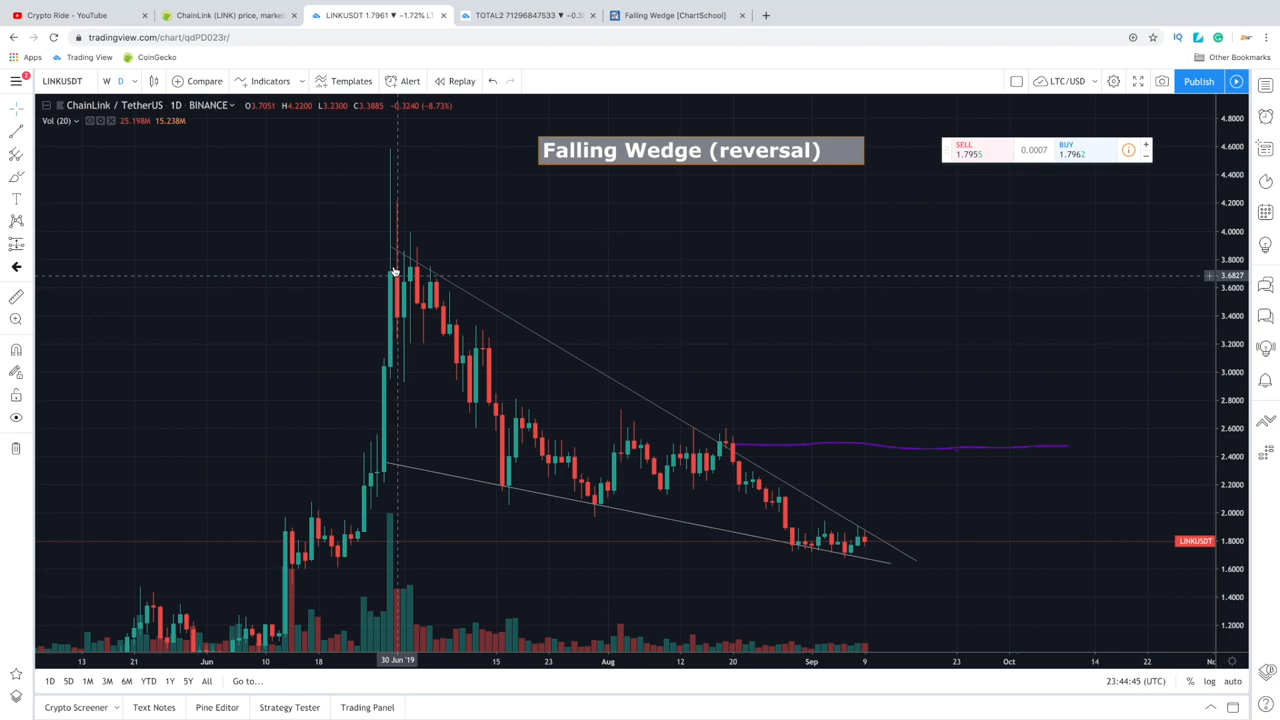 Crypto Ride - YouTube
ChainLink (LINK) price, market
LINKUSDT 1.7961 ▼ −1.72% LT
TOTAL2 71296847533 ▼ −0.3
Falling Wedge [ChartSchool]
tradingview.com/chart/qdPD023r/
Apps
Trading View
CoinGecko
Other Bookmarks
LINKUSDT
W
D
Compare
Indicators
Templates
Alert
Replay
LTC/USD
Publish
ChainLink / TetherUS 1D BINANCE
O3.7051 H4.2200 L3.2300 C3.3885 −0.3240 (−8.73%)
Vol (20)
25.198M 15.238M
Falling Wedge (reversal)
SELL
1.7955
0.0007
BUY
1.7962
4.8000
4.6000
4.4000
4.2000
4.0000
3.8000
3.6827
3.6000
3.4000
3.2000
3.0000
2.8000
2.6000
2.4000
2.2000
2.0000
1.8000
LINKUSDT
1.6000
1.4000
1.2000
13
21
Jun
10
18
30 Jun '19
15
23
Aug
12
20
Sep
9
23
Oct
14
22
1D
5D
1M
3M
6M
YTD
1Y
5Y
All
Go to...
23:44:45 (UTC)
%
log
auto
Crypto Screener
Text Notes
Pine Editor
Strategy Tester
Trading Panel